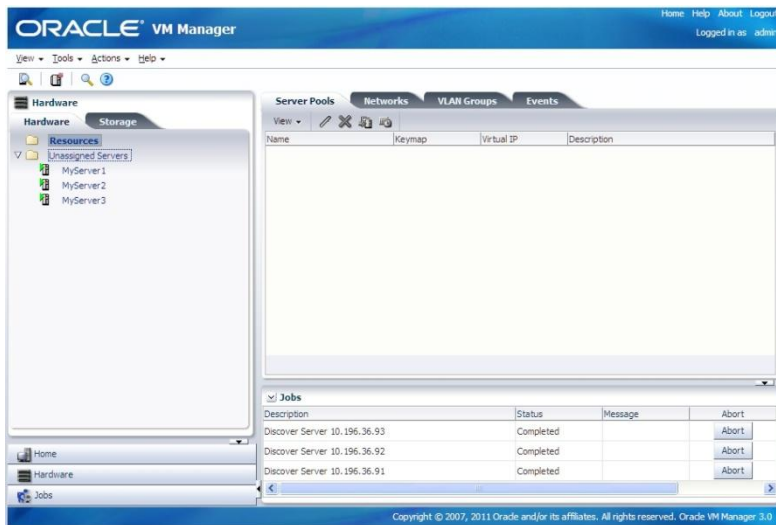 Home Help About Logout
ORACLE VM Manager
Logged in as admin
View Tools Actions Help
Hardware
Hardware Storage
Resources
Unassigned Servers
MyServer1
MyServer2
MyServer3
Home
Hardware
Jobs
Server Pools Networks VLAN Groups Events
View
Name Keymap Virtual IP Description
Jobs
Description Status Message Abort
Discover Server 10.196.36.93 Completed Abort
Discover Server 10.196.36.92 Completed Abort
Discover Server 10.196.36.91 Completed Abort
Copyright © 2007, 2011 Oracle and/or its affiliates. All rights reserved. Oracle VM Manager 3.0